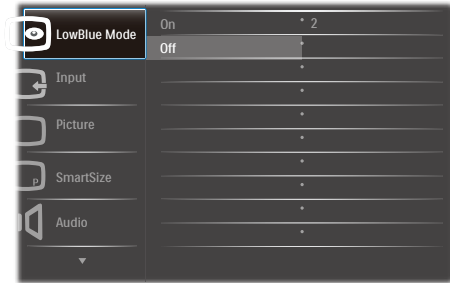 LowBlue Mode
On 2
Off
Input
Picture
P
SmartSize
Audio